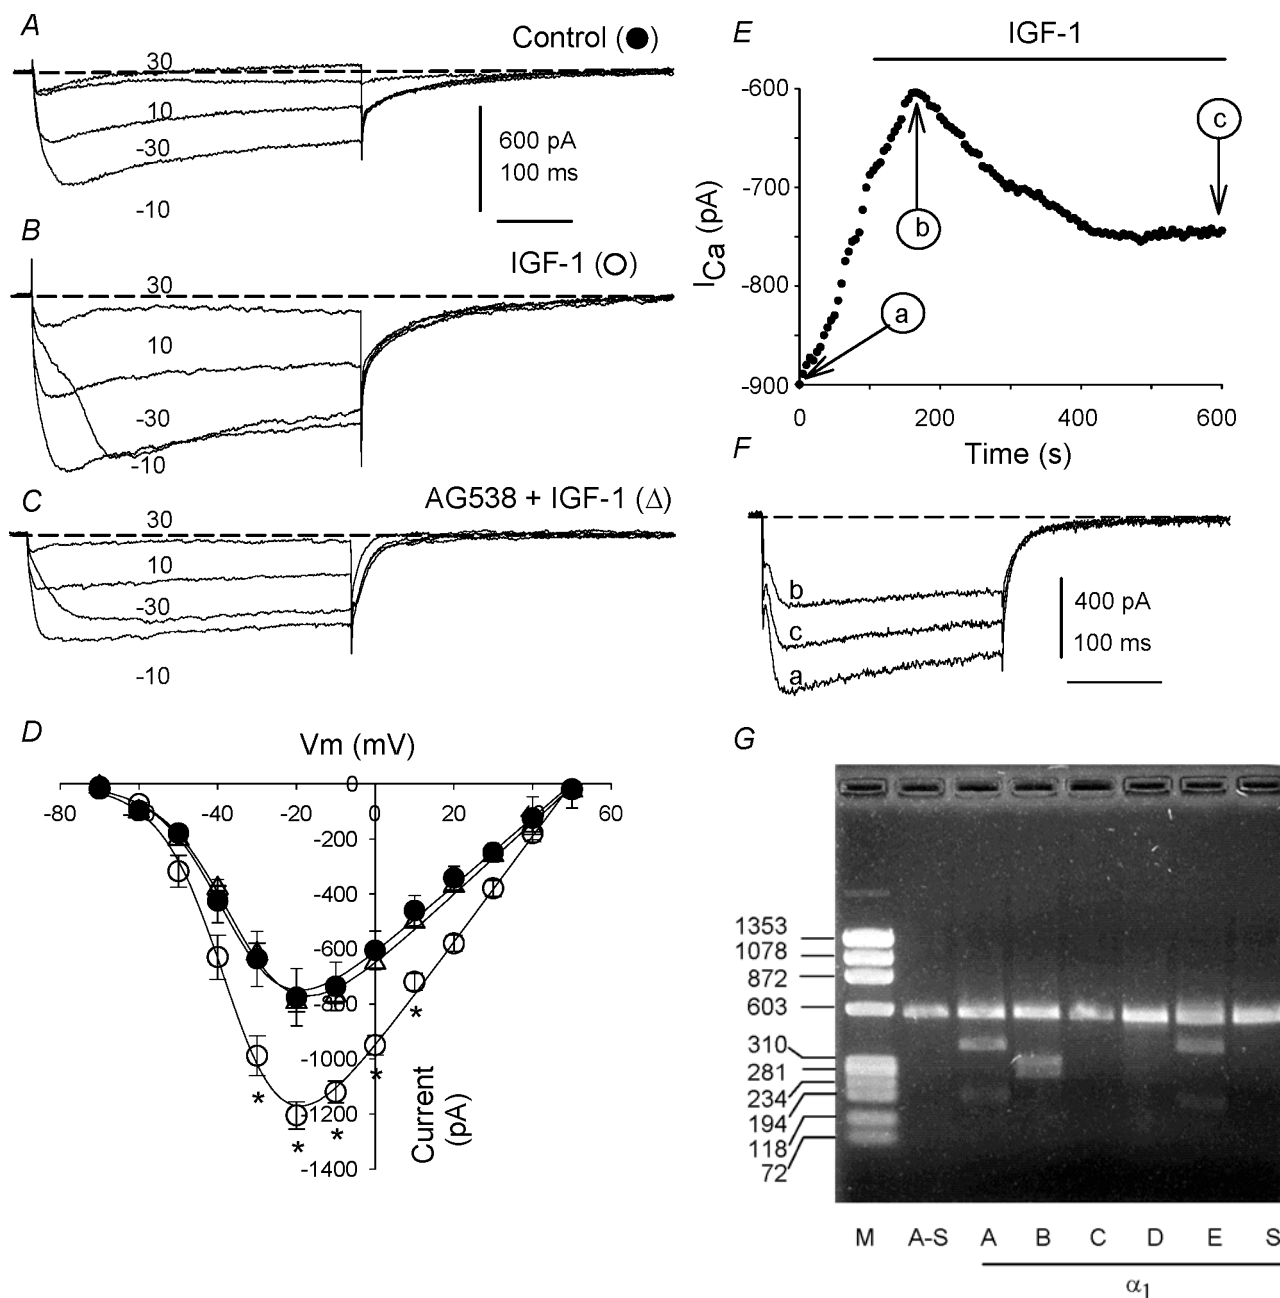 A
Control (●)
30
10
-30
-10
600 pA
100 ms
B
IGF-1 (○)
30
10
-30
-10
C
AG538 + IGF-1 (Δ)
30
10
-30
-10
D
Vm (mV)
-80 -60 -40 -20 0 20 40 60
-200
-400
-600
-800
-1000
-1200
-1400
*
*
*
*
*
Current
(pA)
E
IGF-1
-600
-700
-800
-900
ICa (pA)
a
b
c
0 200 400 600
Time (s)
F
b
c
a
400 pA
100 ms
G
1353
1078
872
603
310
281
234
194
118
72
M A-S A B C D E S
α1